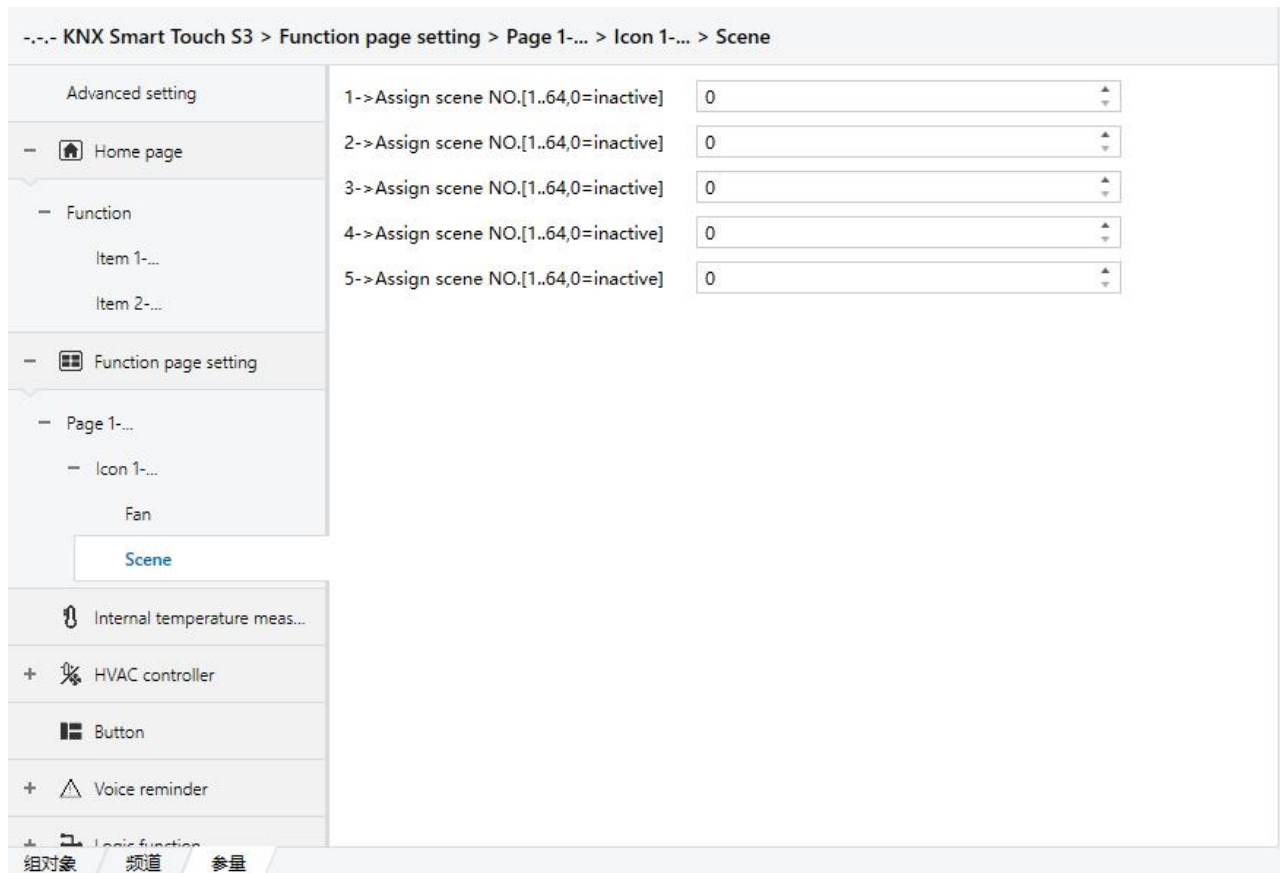 -.-.- KNX Smart Touch S3 > Function page setting > Page 1-... > Icon 1-... > Scene
Advanced setting
Home page
Function
Item 1-...
Item 2-...
Function page setting
Page 1-...
Icon 1-...
Fan
Scene
Internal temperature meas...
HVAC controller
Button
Voice reminder
Logic function
1->Assign scene NO.[1..64,0=inactive] 0
2->Assign scene NO.[1..64,0=inactive] 0
3->Assign scene NO.[1..64,0=inactive] 0
4->Assign scene NO.[1..64,0=inactive] 0
5->Assign scene NO.[1..64,0=inactive] 0
组对象 频道 参量